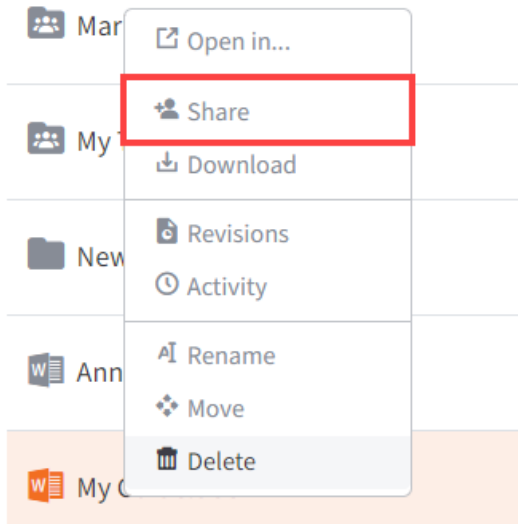 Mar
Open in...
Share
My
Download
Revisions
New
Activity
Rename
Ann
Move
Delete
My